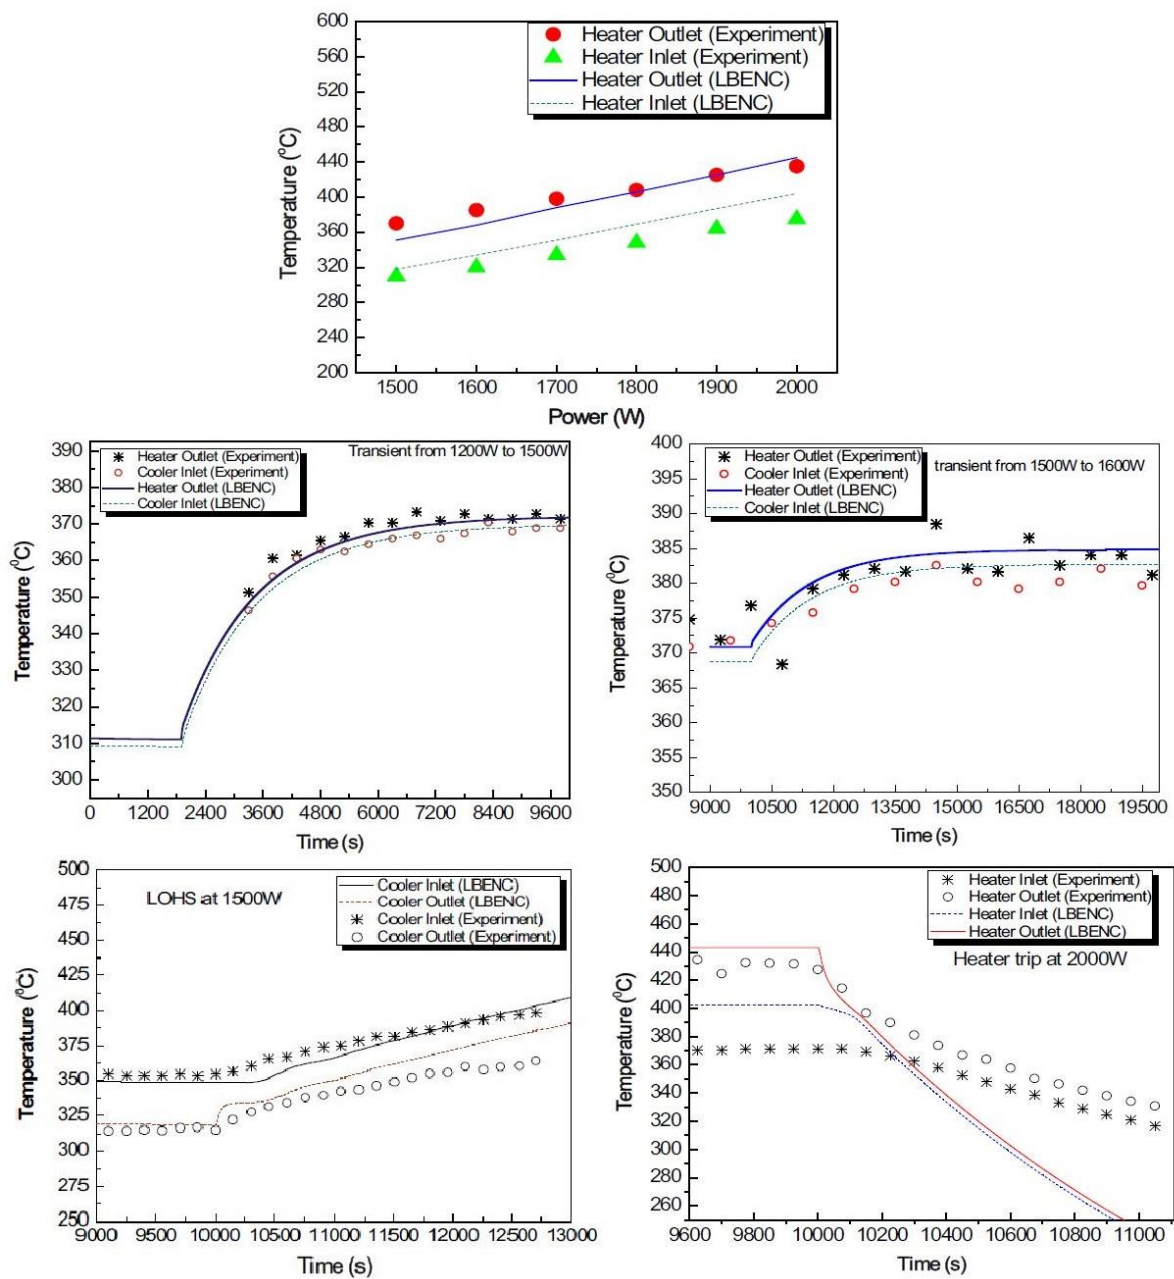 600
560
520
480
440
400
360
320
280
240
200
Temperature (⁰C)
Heater Outlet (Experiment)
Heater Inlet (Experiment)
Heater Outlet (LBENC)
Heater Inlet (LBENC)
1500 1600 1700 1800 1900 2000
Power (W)
390
380
370
360
350
340
330
320
310
300
Temperature (⁰C)
Heater Outlet (Experiment)
Cooler Inlet (Experiment)
Heater Outlet (LBENC)
Cooler Inlet (LBENC)
Transient from 1200W to 1500W
0 1200 2400 3600 4800 6000 7200 8400 9600
Time (s)
400
395
390
385
380
375
370
365
360
355
350
Temperature (⁰C)
Heater Outlet (Experiment)
Cooler Inlet (Experiment)
Heater Outlet (LBENC)
Cooler Inlet (LBENC)
transient from 1500W to 1600W
9000 10500 12000 13500 15000 16500 18000 19500
Time (s)
500
475
450
425
400
375
350
325
300
275
250
Temperature (⁰C)
LOHS at 1500W
Cooler Inlet (LBENC)
Cooler Outlet (LBENC)
Cooler Inlet (Experiment)
Cooler Outlet (Experiment)
9000 9500 10000 10500 11000 11500 12000 12500 13000
Time (s)
500
480
460
440
420
400
380
360
340
320
300
280
260
Temperature (⁰C)
Heater Inlet (Experiment)
Heater Outlet (Experiment)
Heater Inlet (LBENC)
Heater Outlet (LBENC)
Heater trip at 2000W
9600 9800 10000 10200 10400 10600 10800 11000
Time (s)